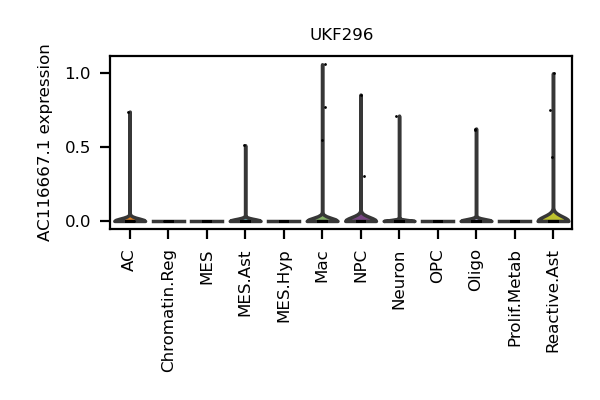 UKF296
AC116667.1 expression
1.0
0.5
0.0
AC
Chromatin.Reg
MES
MES.Ast
MES.Hyp
Mac
NPC
Neuron
OPC
Oligo
Prolif.Metab
Reactive.Ast